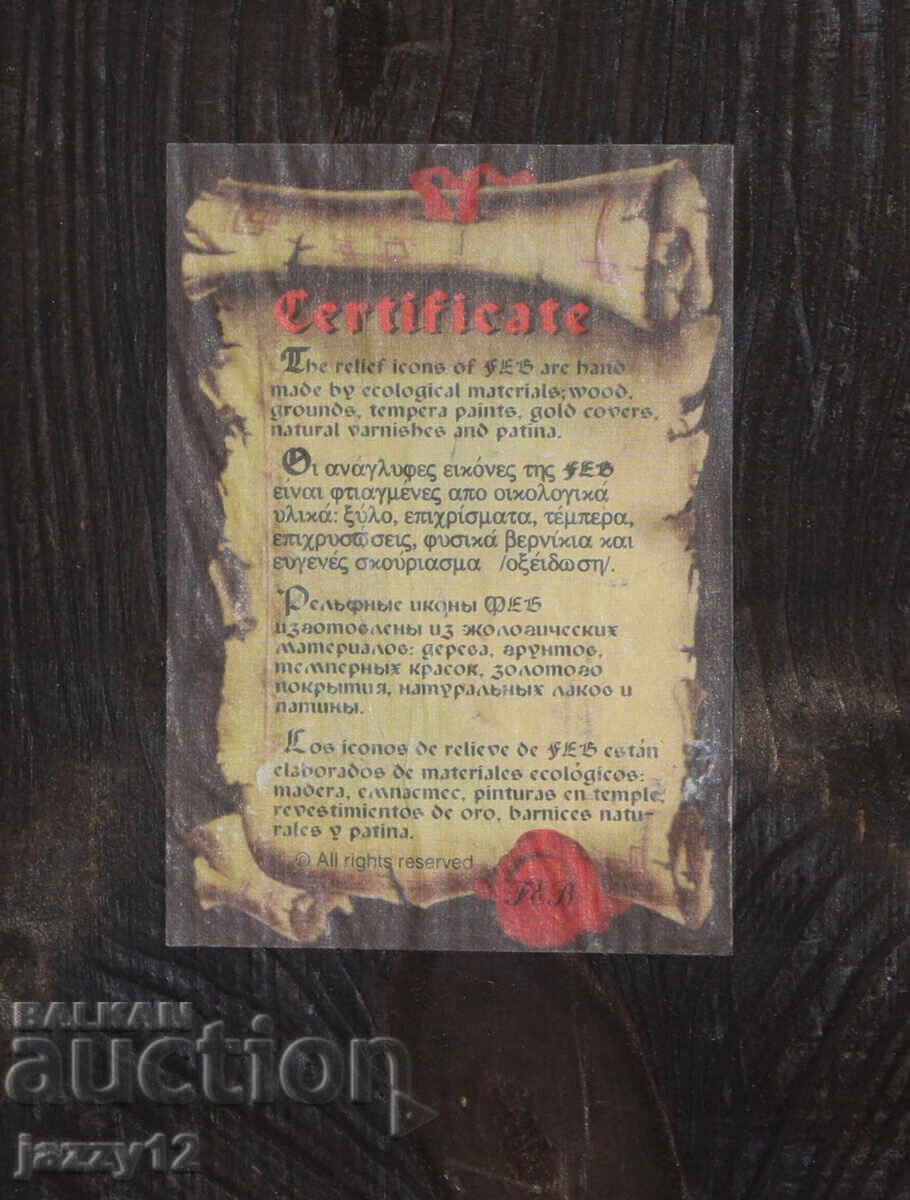 Certificate
The relief icons of FEB are hand
made by ecological materials; wood,
grounds, tempera paints, gold covers,
natural varnishes and patina.
Οι ανάγλυφες εικόνες της FEB
είναι φτιαγμένες απο οικολογικά
υλικά: ξύλο, επιχρίσματα, τέμπερα,
επιχρυσώσεις, φυσικά βερνίκια και
ευγενές σκούριασμα /οξείδωση/.
Рельфные иконы ФЕБ
изготовлены из экологических
материалов: дерева, грунтов,
темперных красок, золотого
покрытия, натуральных лаков и
патины.
Los iconos de relieve de FEB están
elaborados de materiales ecológicos:
madera, емпастес, pinturas en temple,
revestimientos de oro, barnices natu-
rales y patina.
© All rights reserved
FEB
BALKAN
auction
jazzy12